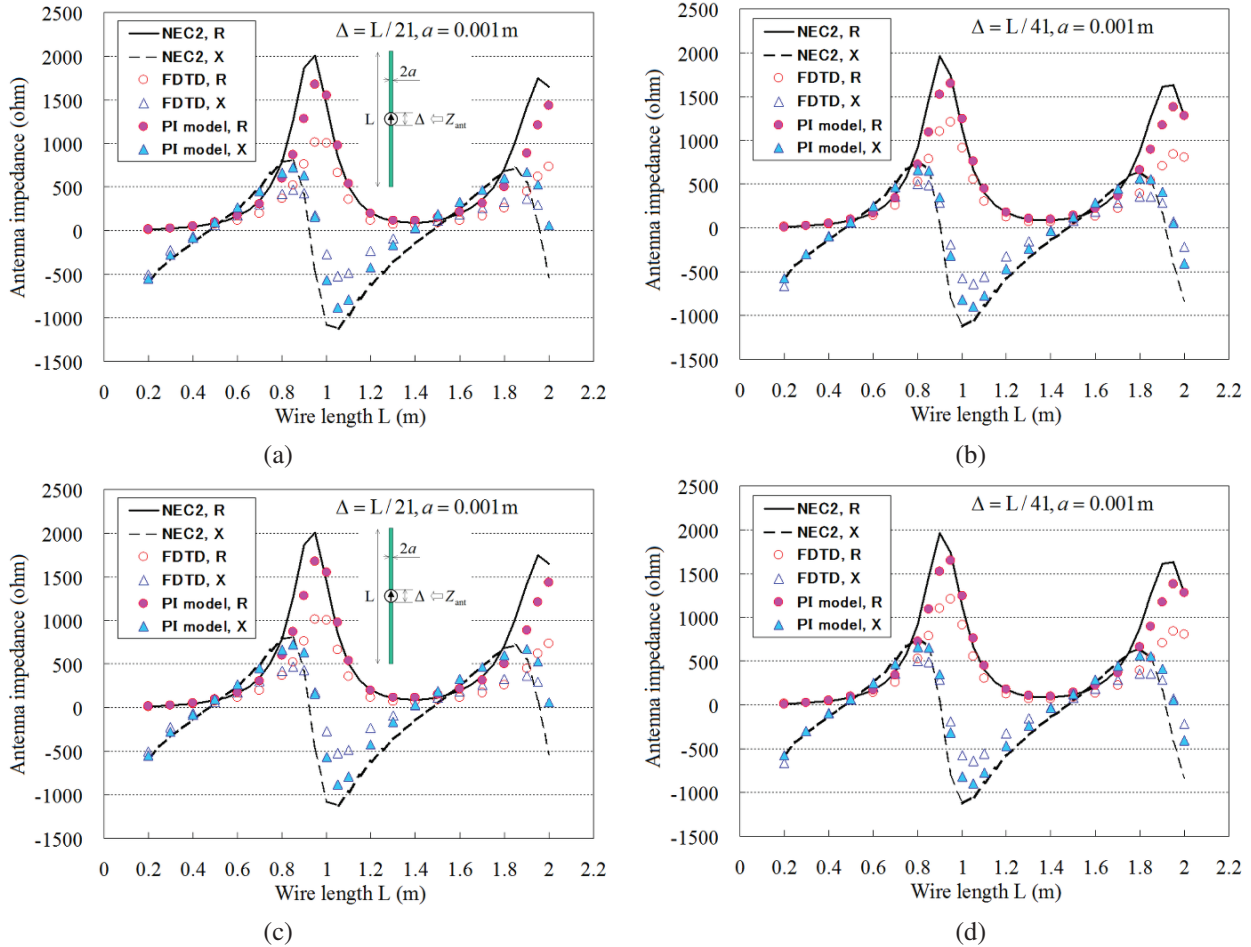 2500
2000
1500
1000
500
0
-500
-1000
-1500
Antenna impedance (ohm)
NEC2, R
NEC2, X
FDTD, R
FDTD, X
PI model, R
PI model, X
Δ = L / 21, a = 0.001m
2a
L
Δ ⇦ Zant
0 0.2 0.4 0.6 0.8 1 1.2 1.4 1.6 1.8 2 2.2
Wire length L (m)
(a)
2500
2000
1500
1000
500
0
-500
-1000
-1500
Antenna impedance (ohm)
NEC2, R
NEC2, X
FDTD, R
FDTD, X
PI model, R
PI model, X
Δ = L / 41, a = 0.001m
0 0.2 0.4 0.6 0.8 1 1.2 1.4 1.6 1.8 2 2.2
Wire length L (m)
(b)
2500
2000
1500
1000
500
0
-500
-1000
-1500
Antenna impedance (ohm)
NEC2, R
NEC2, X
FDTD, R
FDTD, X
PI model, R
PI model, X
Δ = L / 21, a = 0.001m
2a
L
Δ ⇦ Zant
0 0.2 0.4 0.6 0.8 1 1.2 1.4 1.6 1.8 2 2.2
Wire length L (m)
(c)
2500
2000
1500
1000
500
0
-500
-1000
-1500
Antenna impedance (ohm)
NEC2, R
NEC2, X
FDTD, R
FDTD, X
PI model, R
PI model, X
Δ = L / 41, a = 0.001m
0 0.2 0.4 0.6 0.8 1 1.2 1.4 1.6 1.8 2 2.2
Wire length L (m)
(d)